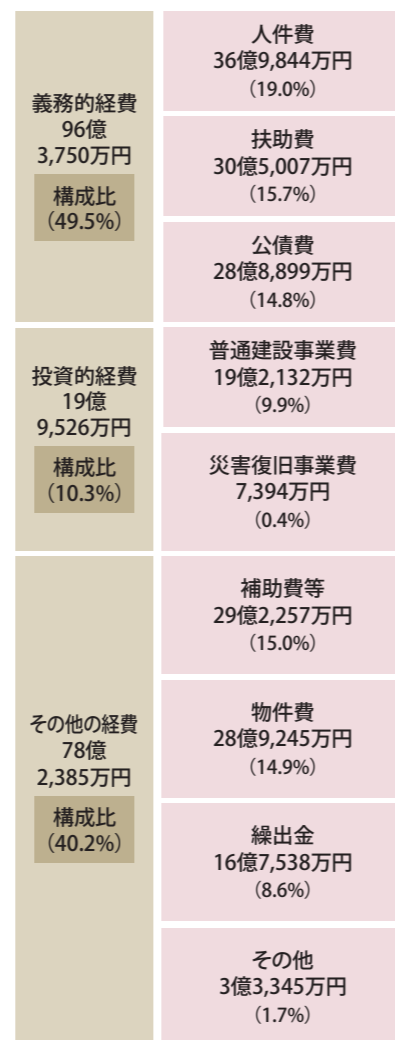 義務的経費
96億
3,750万円
構成比
（49.5%）
人件費
36億9,844万円
（19.0%）
扶助費
30億5,007万円
（15.7%）
公債費
28億8,899万円
（14.8%）
投資的経費
19億
9,526万円
構成比
（10.3%）
普通建設事業費
19億2,132万円
（9.9%）
災害復旧事業費
7,394万円
（0.4%）
その他の経費
78億
2,385万円
構成比
（40.2%）
補助費等
29億2,257万円
（15.0%）
物件費
28億9,245万円
（14.9%）
繰出金
16億7,538万円
（8.6%）
その他
3億3,345万円
（1.7%）